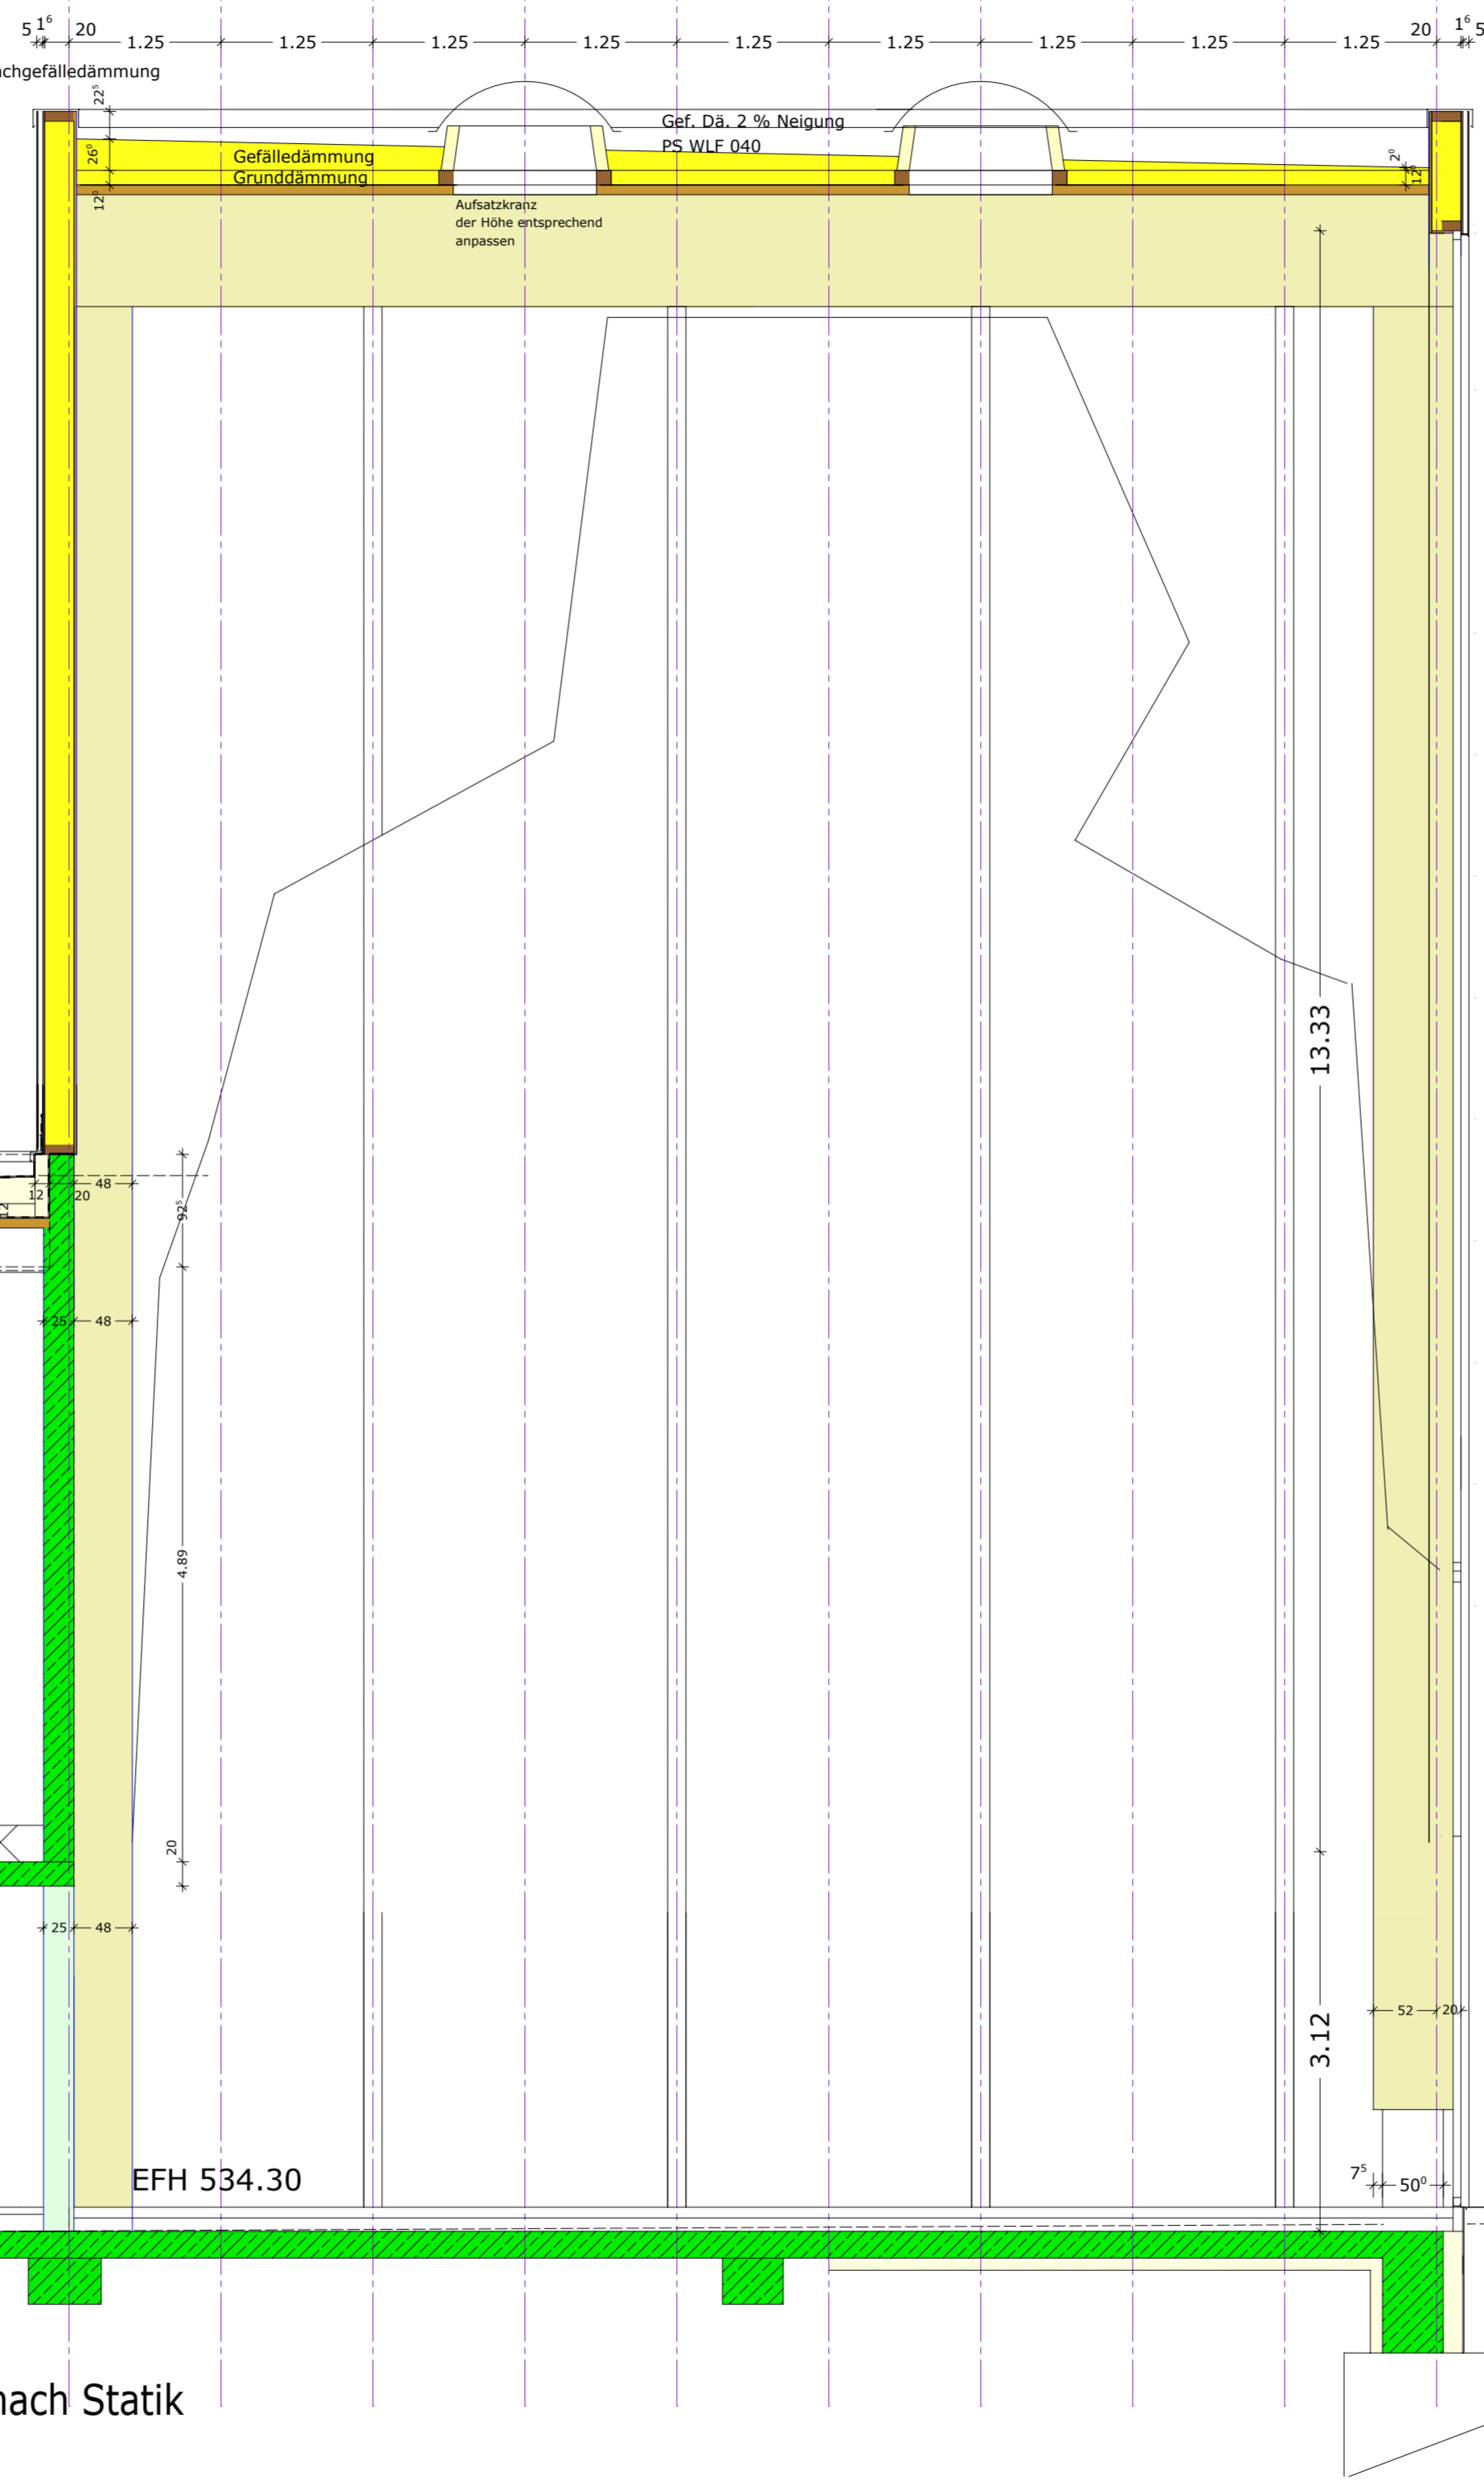 5 1⁶ 20 1.25 1.25 1.25 1.25 1.25 1.25 1.25 1.25 1.25 20 1⁶ 5
achgefälledämmung
22⁵
Gef. Dä. 2 % Neigung
PS WLF 040
26⁰
Gefälledämmung
2⁰
Grunddämmung
12⁰
12⁰
Aufsatzkranz
der Höhe entsprechend
anpassen
13.33
48
12 20
12
92⁵
25 48
4.89
20
25 48
52 20
3.12
7⁵ 50⁰
EFH 534.30
nach Statik